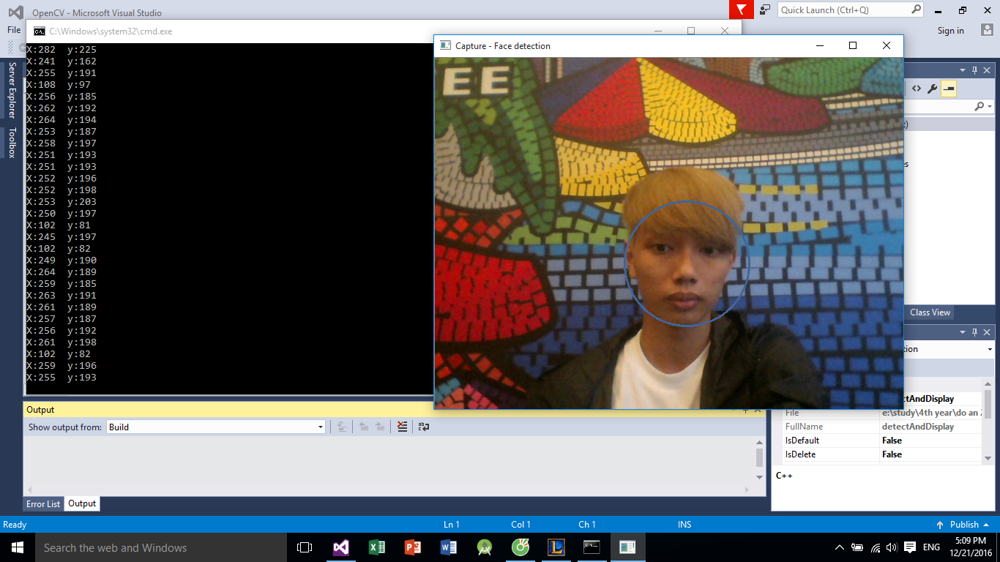 OpenCV - Microsoft Visual Studio
Quick Launch (Ctrl+Q)
File
Sign in
C:\Windows\system32\cmd.exe
X:282 y:225
X:241 y:162
X:255 y:191
X:108 y:97
X:256 y:185
X:262 y:192
X:264 y:194
X:253 y:187
X:258 y:197
X:251 y:193
X:251 y:193
X:252 y:196
X:252 y:198
X:253 y:203
X:250 y:197
X:102 y:81
X:245 y:197
X:102 y:82
X:249 y:190
X:264 y:189
X:259 y:185
X:263 y:191
X:261 y:189
X:257 y:187
X:256 y:192
X:261 y:198
X:102 y:82
X:259 y:196
X:255 y:193
Server Explorer
Toolbox
Capture - Face detection
EE
Class View
Output
Show output from: Build
Error List
Output
File e:\study\4th year\do an
FullName detectAndDisplay
IsDefault False
IsDelete False
C++
Ready
Ln 1
Col 1
Ch 1
INS
Publish
Search the web and Windows
ENG
5:09 PM
12/21/2016